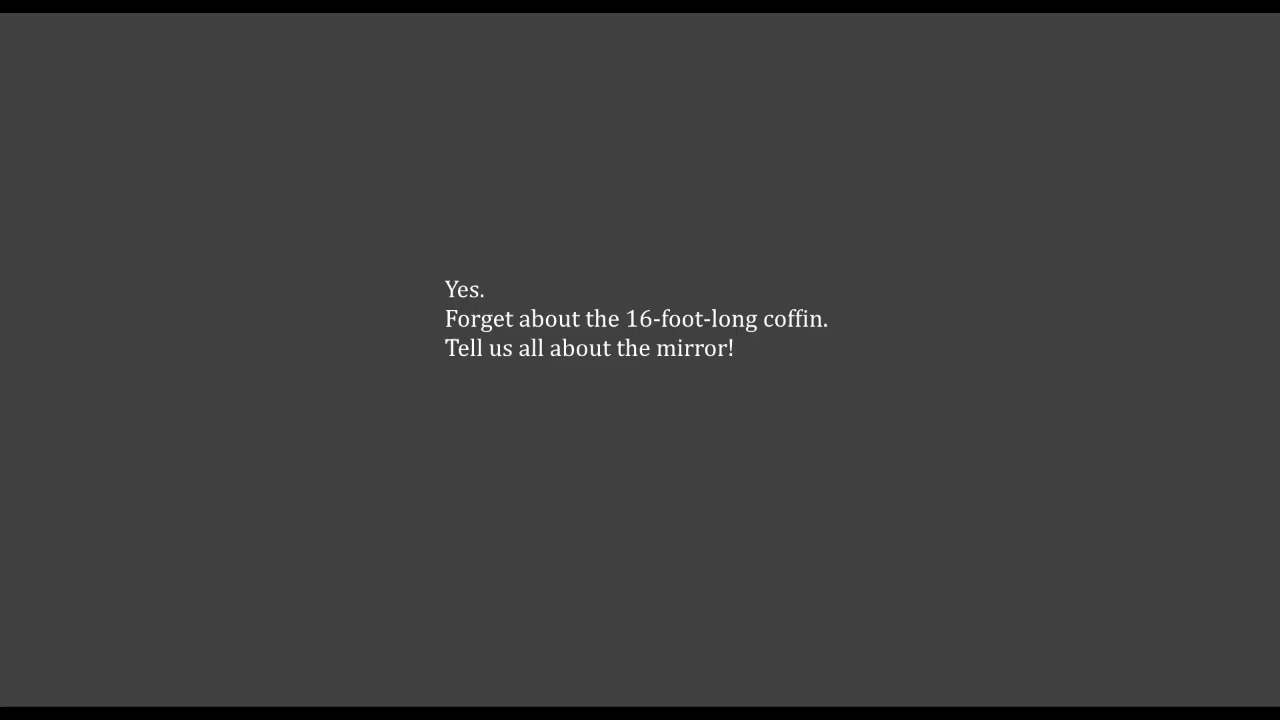 Yes.
Forget about the 16-foot-long coffin.
Tell us all about the mirror!